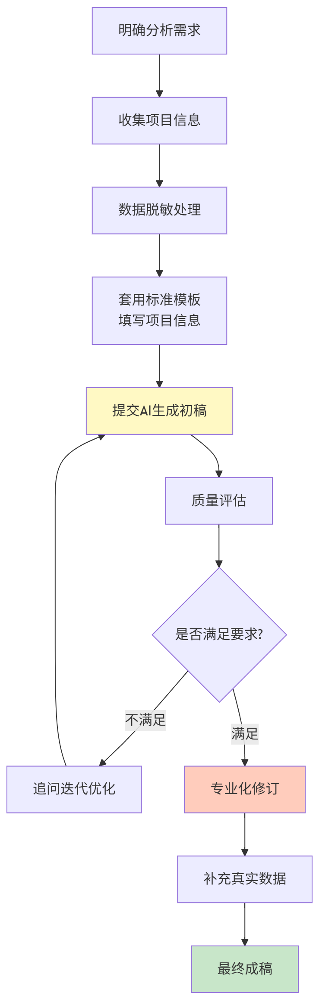 明确分析需求
收集项目信息
数据脱敏处理
套用标准模板
填写项目信息
提交AI生成初稿
质量评估
是否满足要求?
不满足
满足
追问迭代优化
专业化修订
补充真实数据
最终成稿